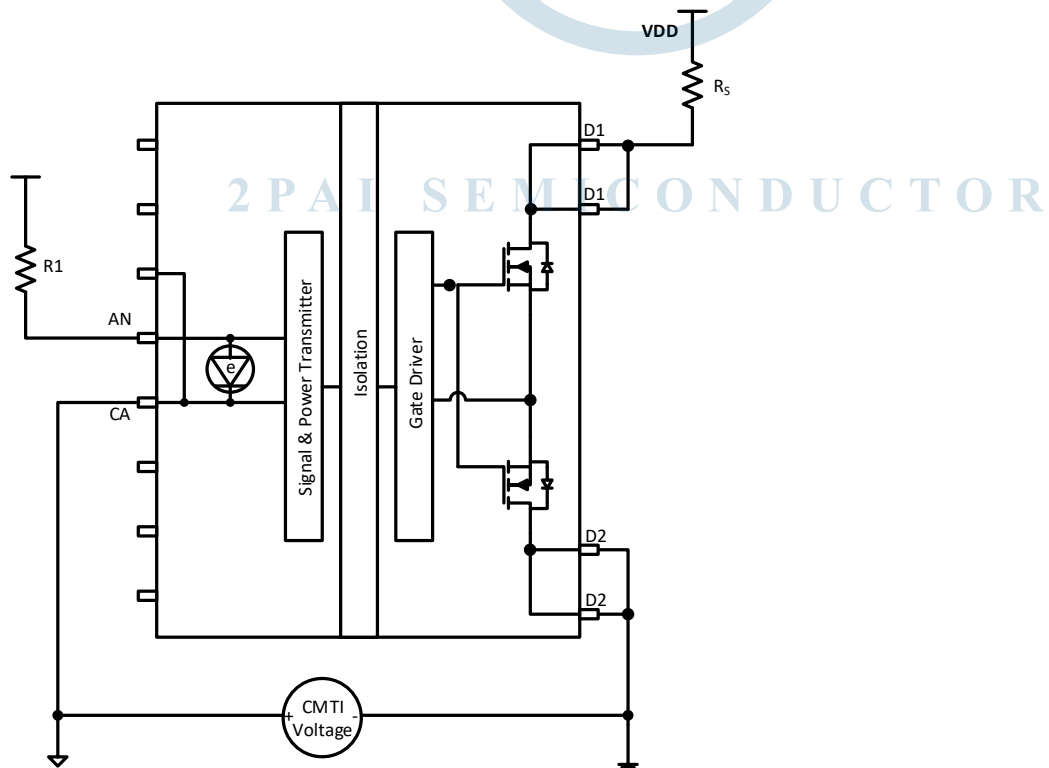 VDD
RS
D1
2PAI SEMICONDUCTOR
D1
R1
AN
e
CA
Signal & Power Transmitter
Isolation
Gate Driver
D2
D2
CMTI
+ -
Voltage